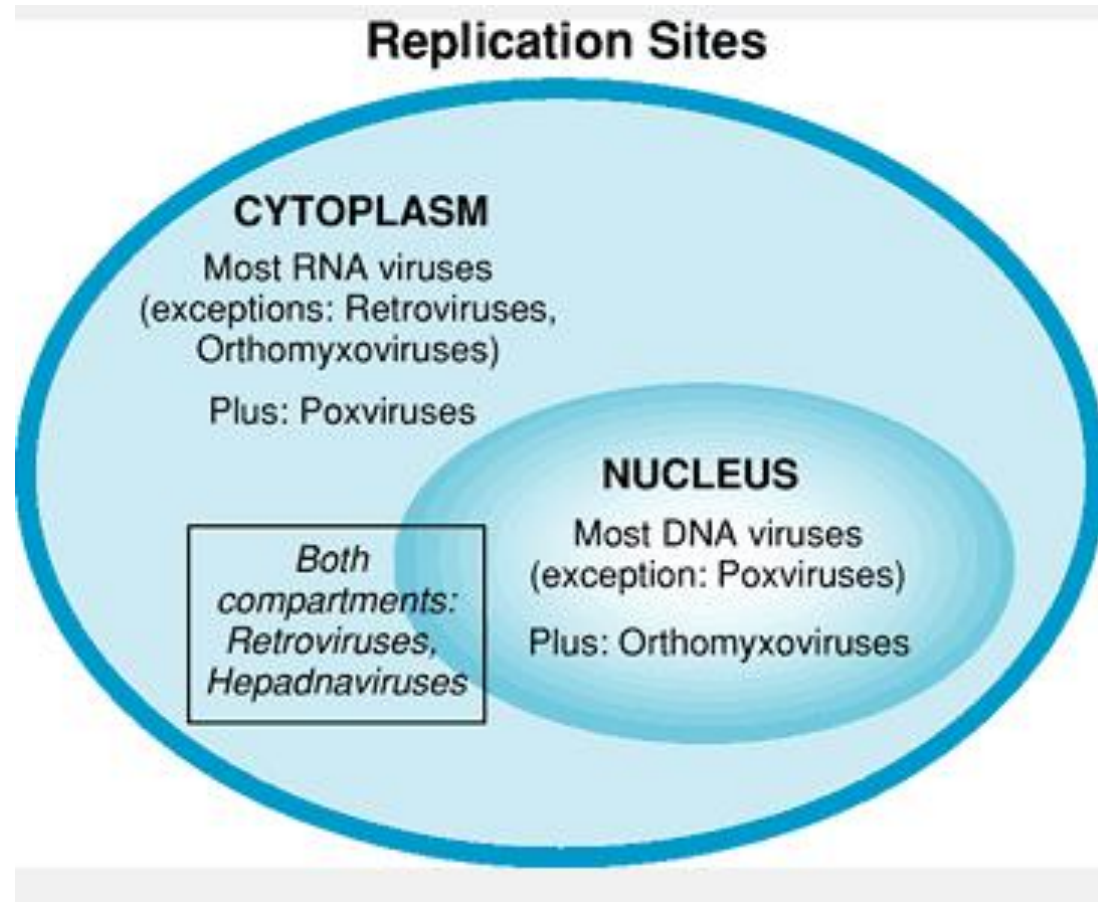 Replication Sites
CYTOPLASM
Most RNA viruses
(exceptions: Retroviruses,
Orthomyxoviruses)
Plus: Poxviruses
NUCLEUS
Most DNA viruses
(exception: Poxviruses)
Plus: Orthomyxoviruses
Both
compartments:
Retroviruses,
Hepadnaviruses